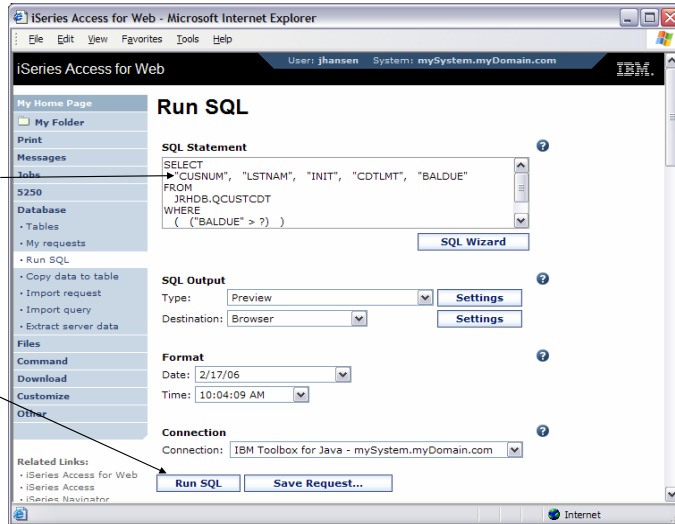 iSeries Access for Web - Microsoft Internet Explorer
File Edit View Favorites Tools Help
iSeries Access for Web
User: jhansen System: mySystem.myDomain.com
IBM.
My Home Page
My Folder
Print
Messages
Jobs
5250
Database
• Tables
• My requests
• Run SQL
• Copy data to table
• Import request
• Import query
• Extract server data
Files
Command
Download
Customize
Other
Related Links:
• iSeries Access for Web
• iSeries Access
• iSeries Navigator
Run SQL
SQL Statement
?
SELECT
"CUSNUM", "LSTNAM", "INIT", "CDTLMT", "BALDUE"
FROM
JRHDB.QCUSTCDT
WHERE
( ("BALDUE" > ?) )
SQL Wizard
SQL Output
?
Type: Preview Settings
Destination: Browser Settings
Format
?
Date: 2/17/06
Time: 10:04:09 AM
Connection
?
Connection: IBM Toolbox for Java - mySystem.myDomain.com
Run SQL Save Request...
Internet